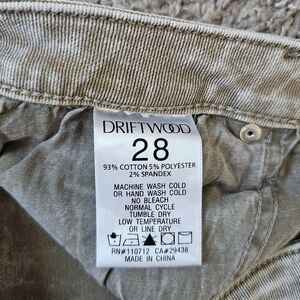 DRIFTWOOD
28
93% COTTON 5% POLYESTER
2% SPANDEX
MACHINE WASH COLD
OR HAND WASH COLD
NO BLEACH
NORMAL CYCLE
TUMBLE DRY
LOW TEMPERATURE
OR LINE DRY
RN#110712 CA#29438
MADE IN CHINA